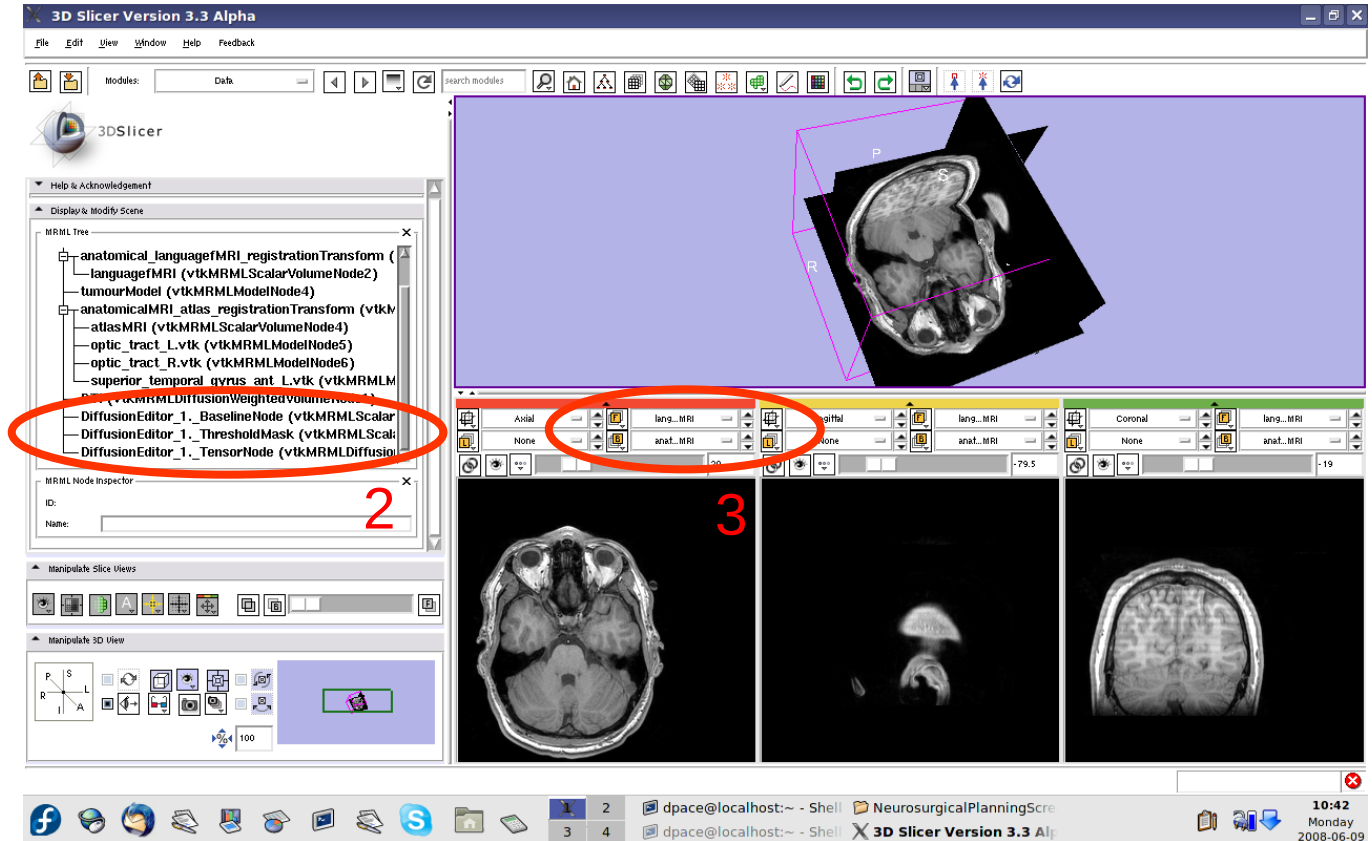 3D Slicer Version 3.3 Alpha
File Edit View Window Help Feedback
Modules: Data search modules
3DSlicer
Help & Acknowledgement
Display & Modify Scene
MRML Tree
anatomical_languagefMRI_registrationTransform (
languagefMRI (vtkMRMLScalarVolumeNode2)
tumourModel (vtkMRMLModelNode4)
anatomicalMRI_atlas_registrationTransform (vtkM
atlasMRI (vtkMRMLScalarVolumeNode4)
optic_tract_L.vtk (vtkMRMLModelNode5)
optic_tract_R.vtk (vtkMRMLModelNode6)
superior_temporal_gyrus_ant_L.vtk (vtkMRMLM
DTI (vtkMRMLDiffusionWeightedVolumeNode1)
DiffusionEditor_1._BaselineNode (vtkMRMLScalar
DiffusionEditor_1._ThresholdMask (vtkMRMLScala
DiffusionEditor_1._TensorNode (vtkMRMLDiffusion
MRML Node Inspector
ID:
Name:
2
Manipulate Slice Views
A
F
Manipulate 3D View
P S
R L
I A
% 100
P
S
R
Axial F lang...MRI
L None B anat...MRI
3
F lang...MRI
L None B anat...MRI
-79.5
Coronal F lang...MRI
L None B anat...MRI
-19
1 2
3 4
dpace@localhost:~ - Shell NeurosurgicalPlanningScre
dpace@localhost:~ - Shell 3D Slicer Version 3.3 Alp
10:42
Monday
2008-06-09